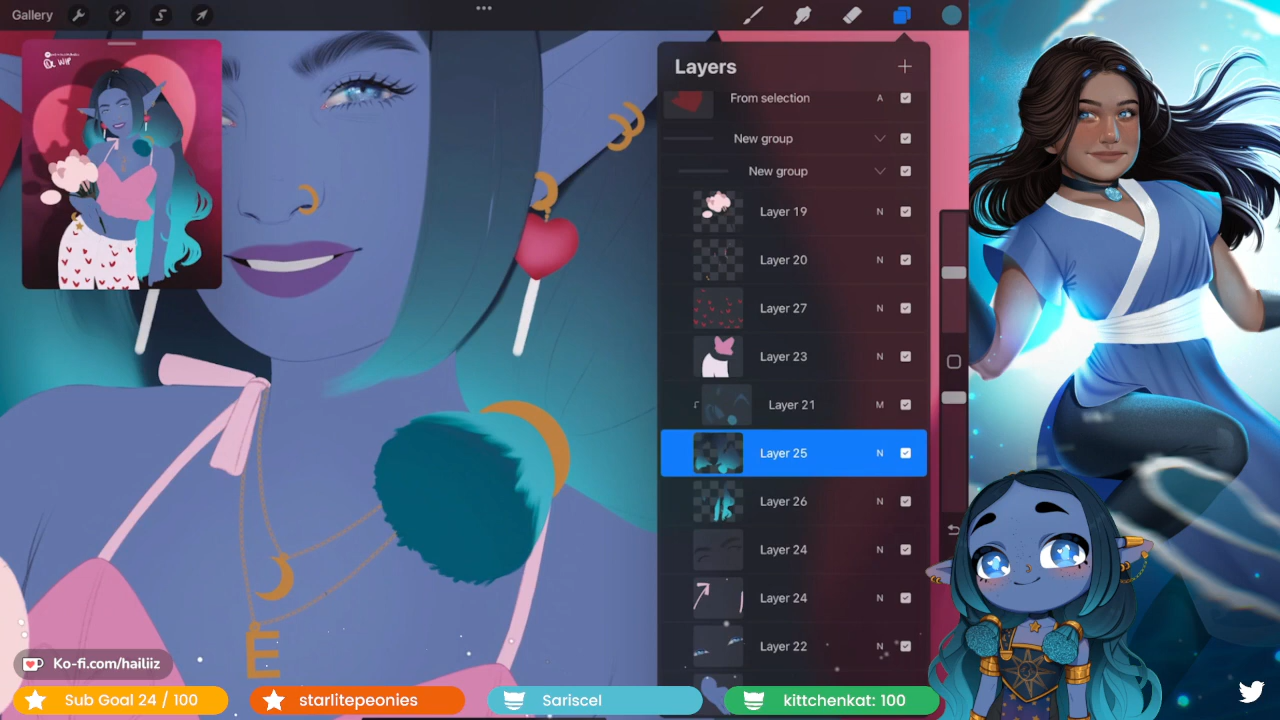 Gallery
WIP
Layers
From selection A
New group
New group
Layer 19 N
Layer 20 N
Layer 27 N
Layer 23 N
Layer 21 M
Layer 25 N
Layer 26 N
Layer 24 N
Layer 24 N
Layer 22 N
E
Ko-fi.com/hailiiz
Sub Goal 24 / 100
starlitepeonies
Sariscel
kittchenkat: 100